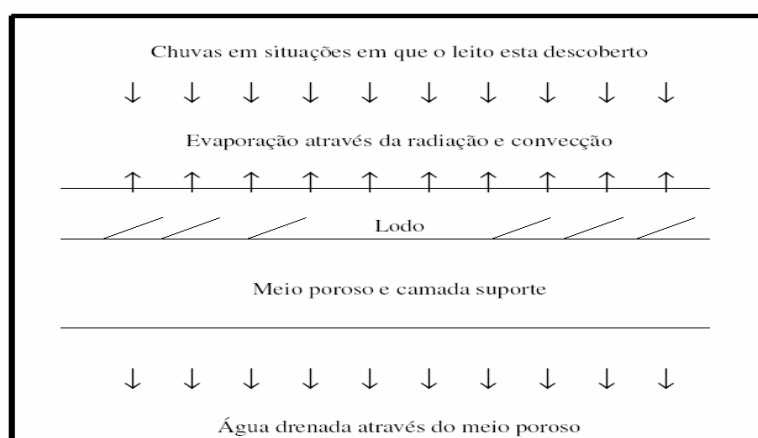 Chuvas em situações em que o leito esta descoberto
Evaporação através da radiação e convecção
Lodo
Meio poroso e camada suporte
Água drenada através do meio poroso